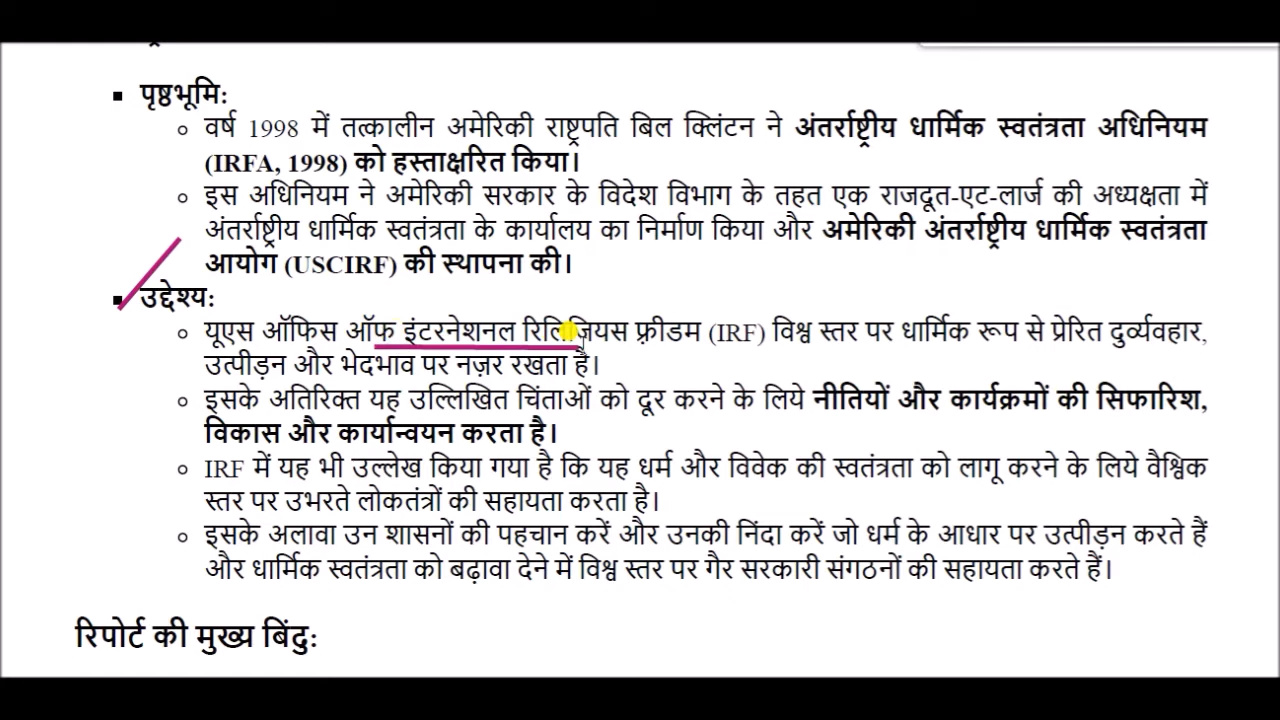 पृष्ठभूमि:
वर्ष 1998 में तत्कालीन अमेरिकी राष्ट्रपति बिल क्लिंटन ने अंतर्राष्ट्रीय धार्मिक स्वतंत्रता अधिनियम
(IRFA, 1998) को हस्ताक्षरित किया।
इस अधिनियम ने अमेरिकी सरकार के विदेश विभाग के तहत एक राजदूत-एट-लार्ज की अध्यक्षता में
अंतर्राष्ट्रीय धार्मिक स्वतंत्रता के कार्यालय का निर्माण किया और अमेरिकी अंतर्राष्ट्रीय धार्मिक स्वतंत्रता
आयोग (USCIRF) की स्थापना की।
उद्देश्य:
यूएस ऑफिस ऑफ इंटरनेशनल रिलिजियस फ़्रीडम (IRF) विश्व स्तर पर धार्मिक रूप से प्रेरित दुर्व्यवहार,
उत्पीड़न और भेदभाव पर नज़र रखता है।
इसके अतिरिक्त यह उल्लिखित चिंताओं को दूर करने के लिये नीतियों और कार्यक्रमों की सिफारिश,
विकास और कार्यान्वयन करता है।
IRF में यह भी उल्लेख किया गया है कि यह धर्म और विवेक की स्वतंत्रता को लागू करने के लिये वैश्विक
स्तर पर उभरते लोकतंत्रों की सहायता करता है।
इसके अलावा उन शासनों की पहचान करें और उनकी निंदा करें जो धर्म के आधार पर उत्पीड़न करते हैं
और धार्मिक स्वतंत्रता को बढ़ावा देने में विश्व स्तर पर गैर सरकारी संगठनों की सहायता करते हैं।
रिपोर्ट की मुख्य बिंदु: